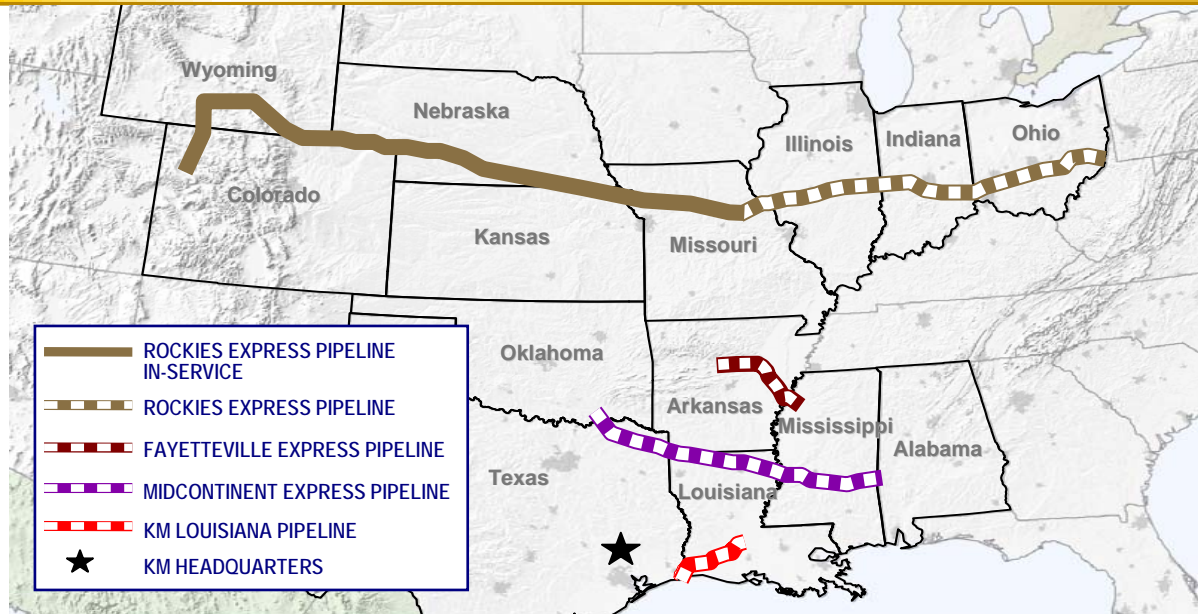 Wyoming
Nebraska
Ohio
Illinois
Indiana
Colorado
Kansas
Missouri
Oklahoma
Arkansas
Mississippi
Alabama
Texas
Louisiana
ROCKIES EXPRESS PIPELINE
IN-SERVICE
ROCKIES EXPRESS PIPELINE
FAYETTEVILLE EXPRESS PIPELINE
MIDCONTINENT EXPRESS PIPELINE
KM LOUISIANA PIPELINE
KM HEADQUARTERS